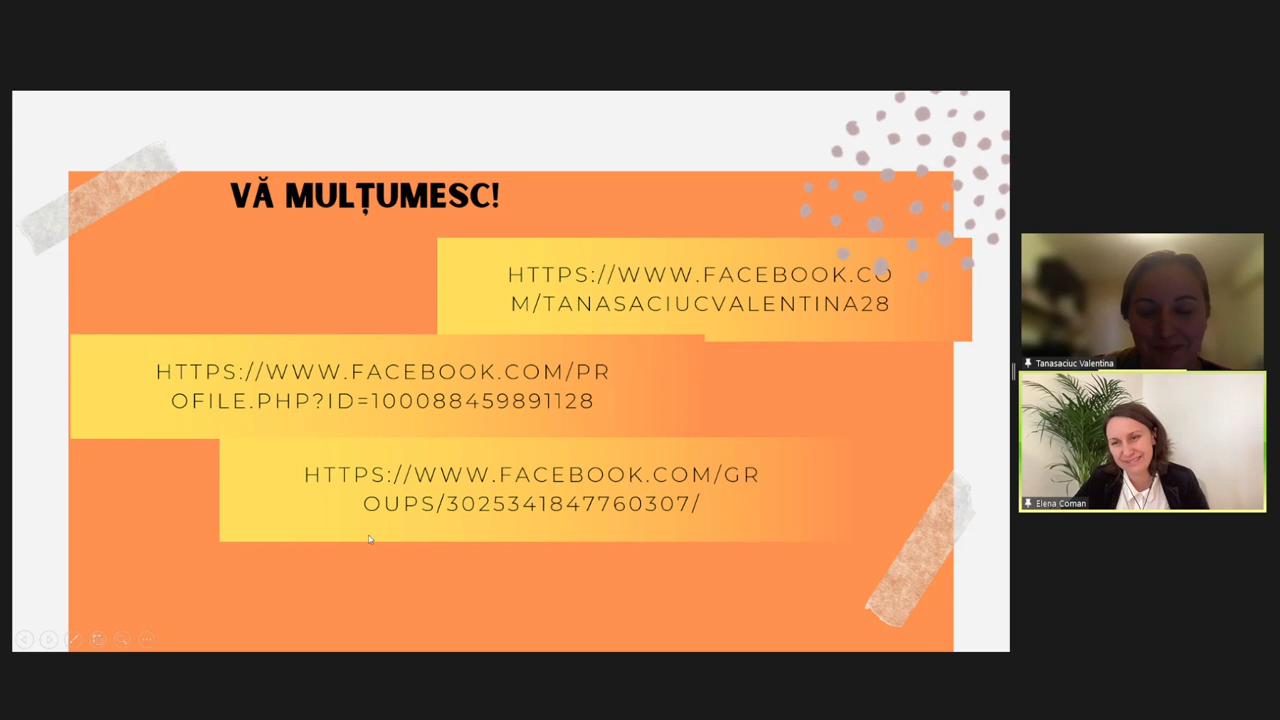 VĂ MULȚUMESC!
HTTPS://WWW.FACEBOOK.CO
M/TANASACIUCVALENTINA28
HTTPS://WWW.FACEBOOK.COM/PR
OFILE.PHP?ID=100088459891128
HTTPS://WWW.FACEBOOK.COM/GR
OUPS/3025341847760307/
Tanasaciuc Valentina
Elena Coman